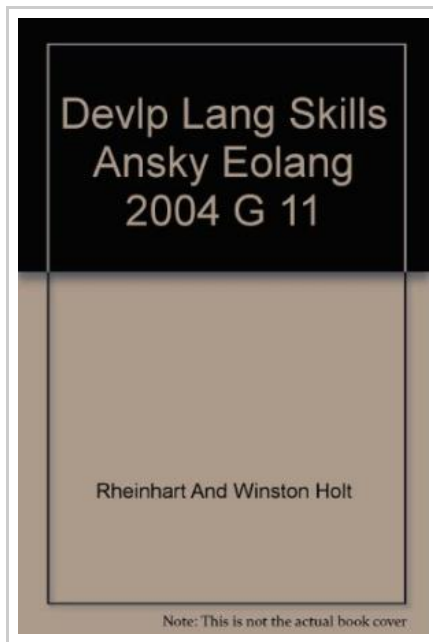 Devlp Lang Skills
Ansky Eolang
2004 G 11
Rheinhart And Winston Holt
Note: This is not the actual book cover